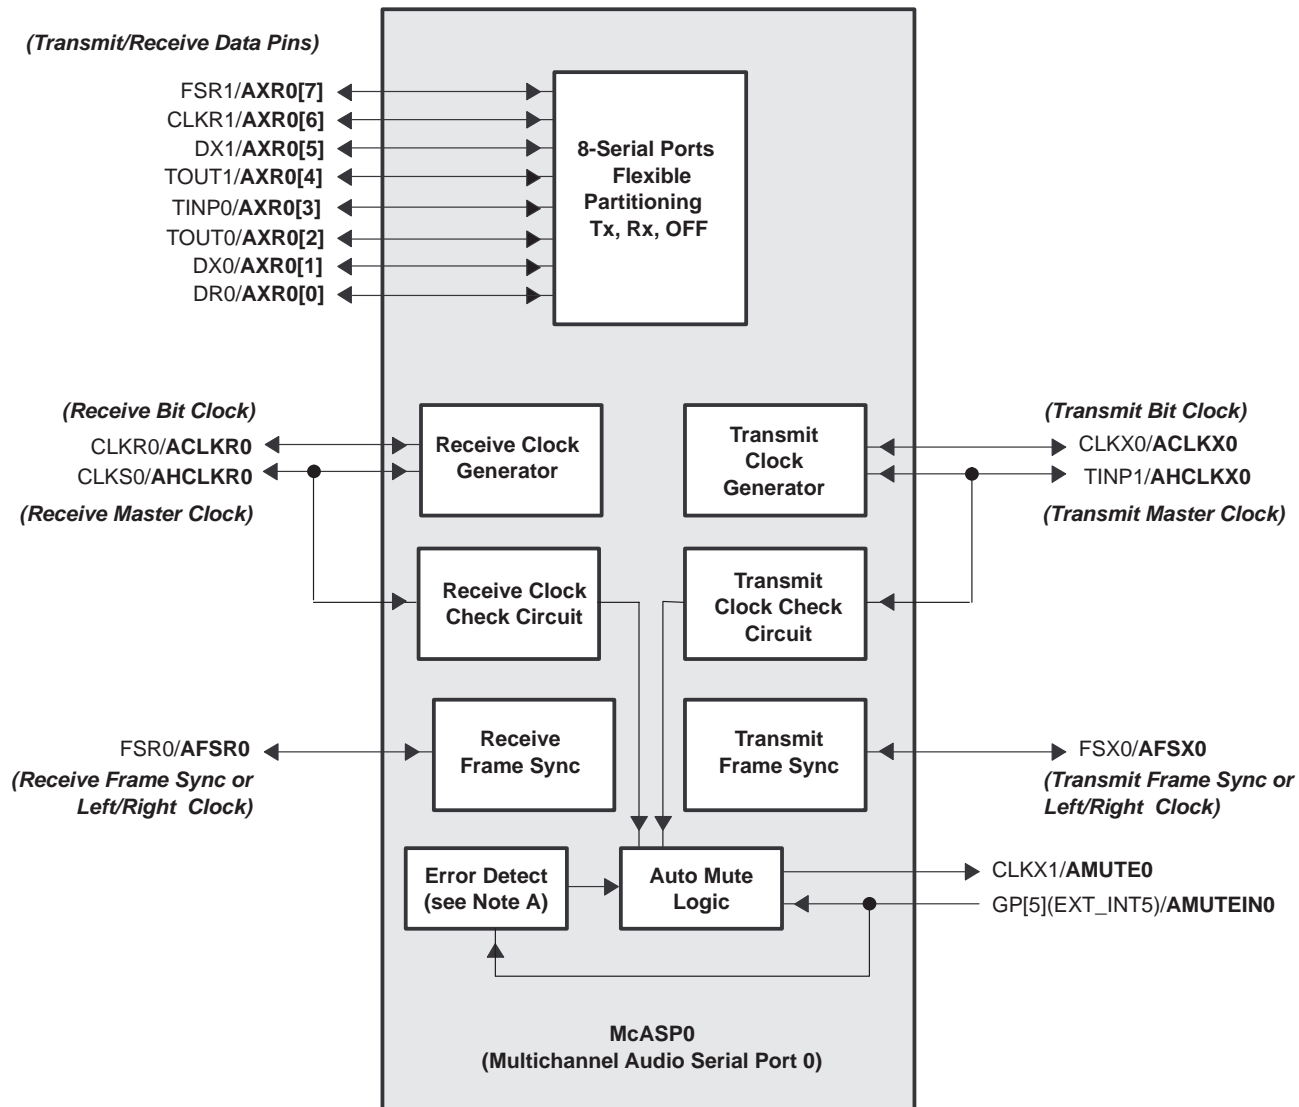 (Transmit/Receive Data Pins)
FSR1/AXR0[7]
CLKR1/AXR0[6]
DX1/AXR0[5]
TOUT1/AXR0[4]
TINP0/AXR0[3]
TOUT0/AXR0[2]
DX0/AXR0[1]
DR0/AXR0[0]
8-Serial Ports
Flexible
Partitioning
Tx, Rx, OFF
(Receive Bit Clock)
CLKR0/ACLKR0
CLKS0/AHCLKR0
(Receive Master Clock)
Receive Clock
Generator
Transmit
Clock
Generator
(Transmit Bit Clock)
CLKX0/ACLKX0
TINP1/AHCLKX0
(Transmit Master Clock)
Receive Clock
Check Circuit
Transmit
Clock Check
Circuit
FSR0/AFSR0
(Receive Frame Sync or
Left/Right Clock)
Receive
Frame Sync
Transmit
Frame Sync
FSX0/AFSX0
(Transmit Frame Sync or
Left/Right Clock)
Error Detect
(see Note A)
Auto Mute
Logic
CLKX1/AMUTE0
GP[5](EXT_INT5)/AMUTEIN0
McASP0
(Multichannel Audio Serial Port 0)